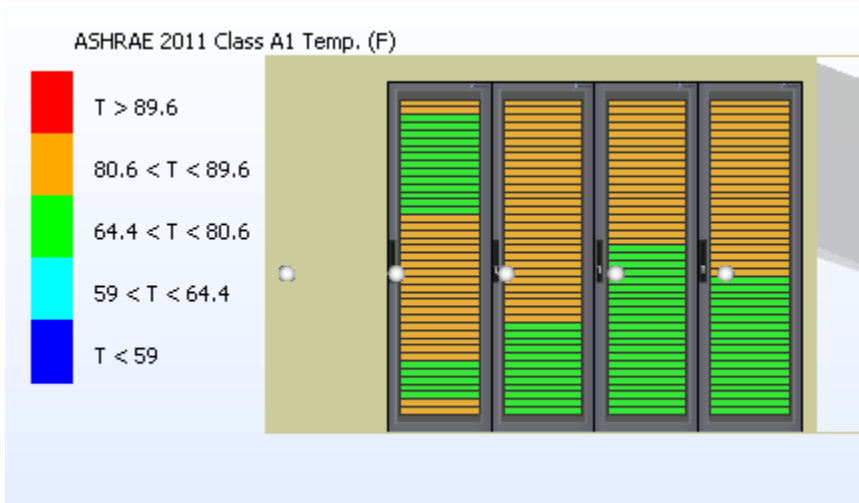 ASHRAE 2011 Class A1 Temp. (F)
T > 89.6
80.6 < T < 89.6
64.4 < T < 80.6
59 < T < 64.4
T < 59